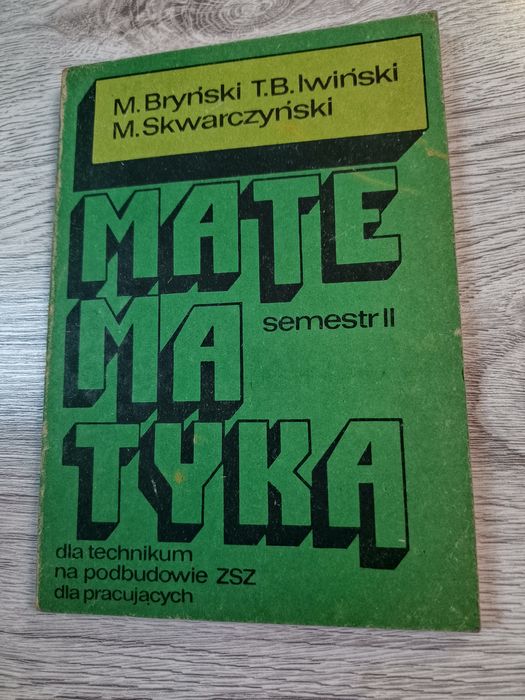 M. Bryński T.B. Iwiński
M. Skwarczyński
MATE
MA
semestr II
TYKA
dla technikum
na podbudowie ZSZ
dla pracujących